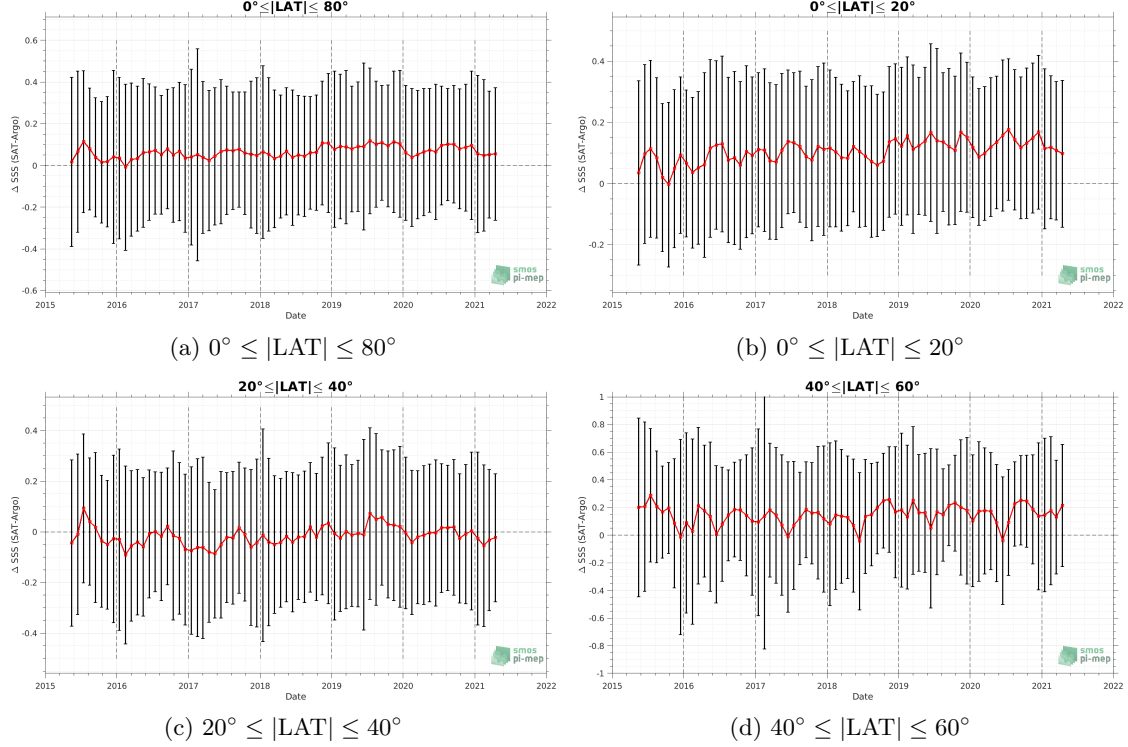 0°≤|LAT|≤ 80°
0.6
0.4
0.2
0
-0.2
-0.4
-0.6
Δ SSS (SAT-Argo)
2015 2016 2017 2018 2019 2020 2021 2022
Date
smos
pi-mep
(a) 0° ≤ |LAT| ≤ 80°
0°≤|LAT|≤ 20°
0.4
0.2
0
-0.2
Δ SSS (SAT-Argo)
2015 2016 2017 2018 2019 2020 2021 2022
Date
smos
pi-mep
(b) 0° ≤ |LAT| ≤ 20°
20°≤|LAT|≤ 40°
0.4
0.2
0
-0.2
-0.4
Δ SSS (SAT-Argo)
2015 2016 2017 2018 2019 2020 2021 2022
Date
smos
pi-mep
(c) 20° ≤ |LAT| ≤ 40°
40°≤|LAT|≤ 60°
1
0.8
0.6
0.4
0.2
0
-0.2
-0.4
-0.6
-0.8
-1
Δ SSS (SAT-Argo)
2015 2016 2017 2018 2019 2020 2021 2022
Date
smos
pi-mep
(d) 40° ≤ |LAT| ≤ 60°